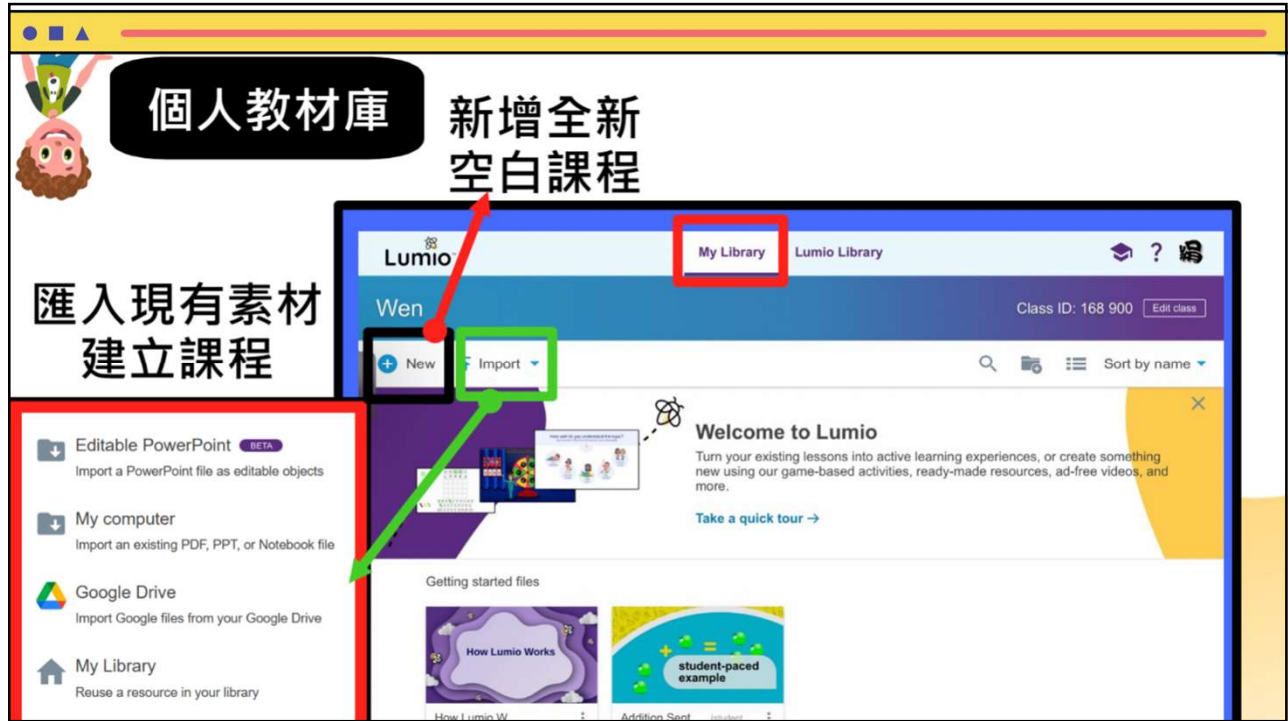 個人教材庫
新增全新
空白課程
匯入現有素材
建立課程
Lumio
My Library
Lumio Library
?
Wen
Class ID: 168 900
Edit class
New
Import
Sort by name
Welcome to Lumio
Turn your existing lessons into active learning experiences, or create something
new using our game-based activities, ready-made resources, ad-free videos, and
more.
Take a quick tour →
Getting started files
How Lumio Works
student-paced
example
How Lumio W...
Addition Sent...
Editable PowerPoint BETA
Import a PowerPoint file as editable objects
My computer
Import an existing PDF, PPT, or Notebook file
Google Drive
Import Google files from your Google Drive
My Library
Reuse a resource in your library